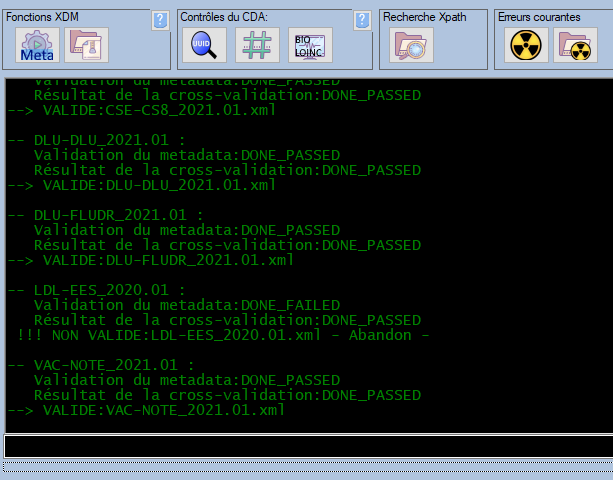 Fonctions XDM
?
Contrôles du CDA:
?
Recherche Xpath
Erreurs courantes
Meta
UUID
BIO
LOINC
Validation du metadata:DONE_PASSED
Résultat de la cross-validation:DONE_PASSED
--> VALIDE:CSE-CS8_2021.01.xml
-- DLU-DLU_2021.01 :
Validation du metadata:DONE_PASSED
Résultat de la cross-validation:DONE_PASSED
--> VALIDE:DLU-DLU_2021.01.xml
-- DLU-FLUDR_2021.01 :
Validation du metadata:DONE_PASSED
Résultat de la cross-validation:DONE_PASSED
--> VALIDE:DLU-FLUDR_2021.01.xml
-- LDL-EES_2020.01 :
Validation du metadata:DONE_FAILED
Résultat de la cross-validation:DONE_PASSED
!!! NON VALIDE:LDL-EES_2020.01.xml - Abandon -
-- VAC-NOTE_2021.01 :
Validation du metadata:DONE_PASSED
Résultat de la cross-validation:DONE_PASSED
--> VALIDE:VAC-NOTE_2021.01.xml